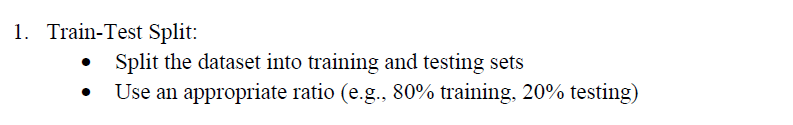 1. Train-Test Split:
• Split the dataset into training and testing sets
• Use an appropriate ratio (e.g., 80% training, 20% testing)